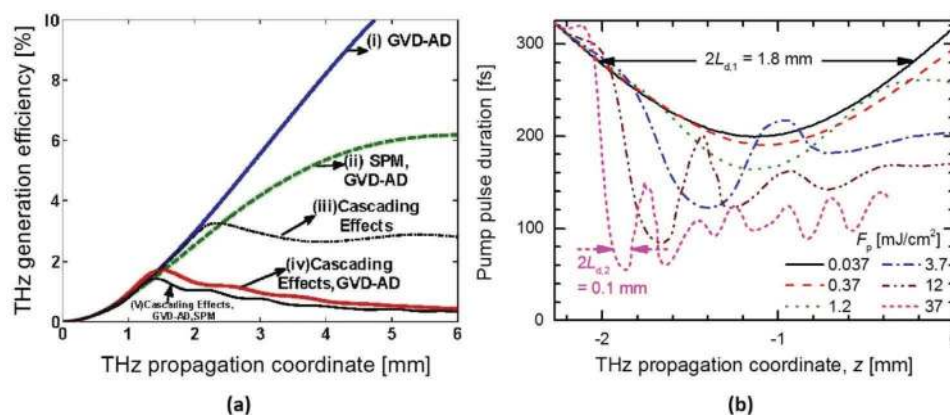 (a)
THz generation efficiency [%]
10
8
6
4
2
0
(i) GVD-AD
(ii) SPM,
GVD-AD
(iii)Cascading
Effects
(iv)Cascading
Effects,GVD-AD
(V)Cascading Effects,
GVD-AD,SPM
0 1 2 3 4 5 6
THz propagation coordinate [mm]
(a)
b)
Pump pulse duration [fs]
300
200
100
0
2Ld,1 = 1.8 mm
2Ld,2
= 0.1 mm
Fp [mJ/cm2]
0.037
0.37
1.2
3.7
12
37
-2 -1
THz propagation coordinate, z [mm]
(b)